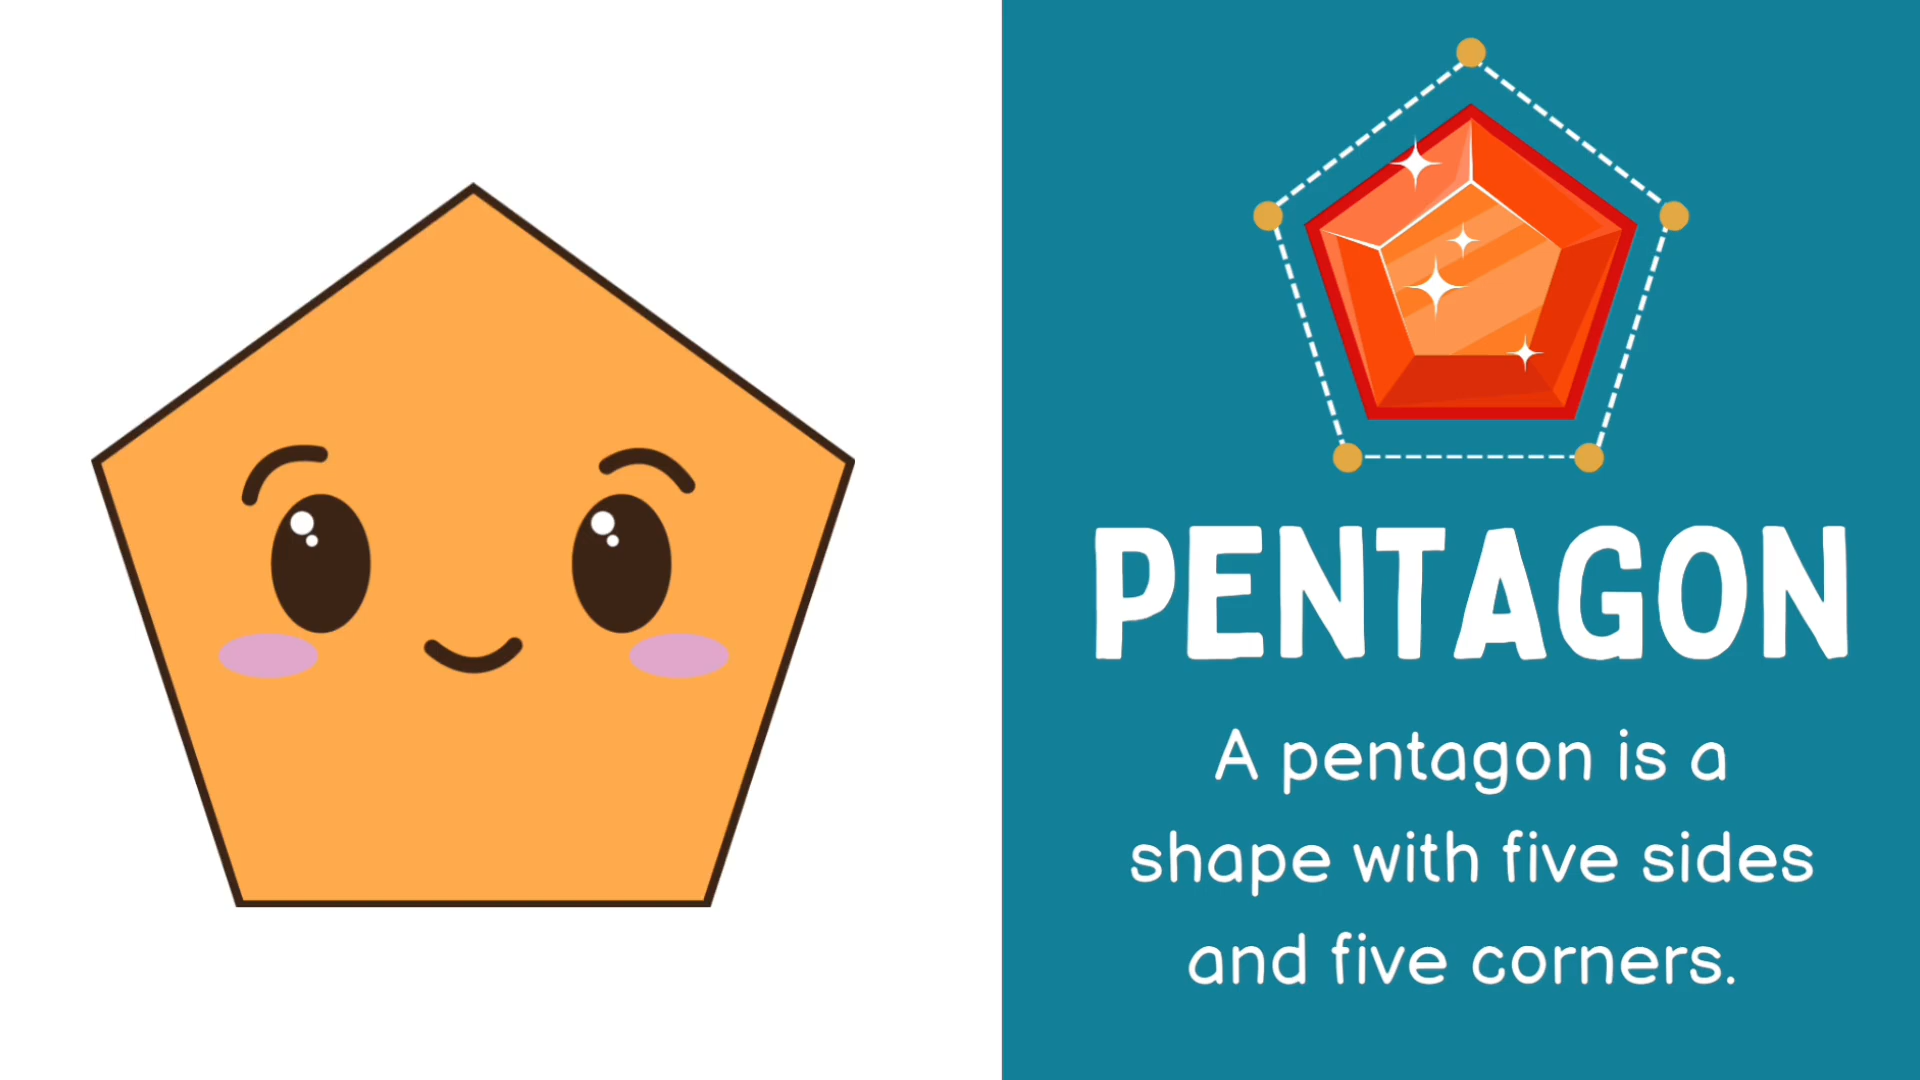 PENTAGON
A pentagon is a
shape with five sides
and five corners.